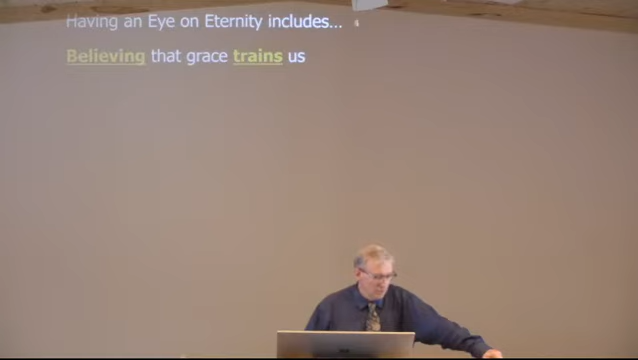 Having an Eye on Eternity includes...
Believing that grace trains us